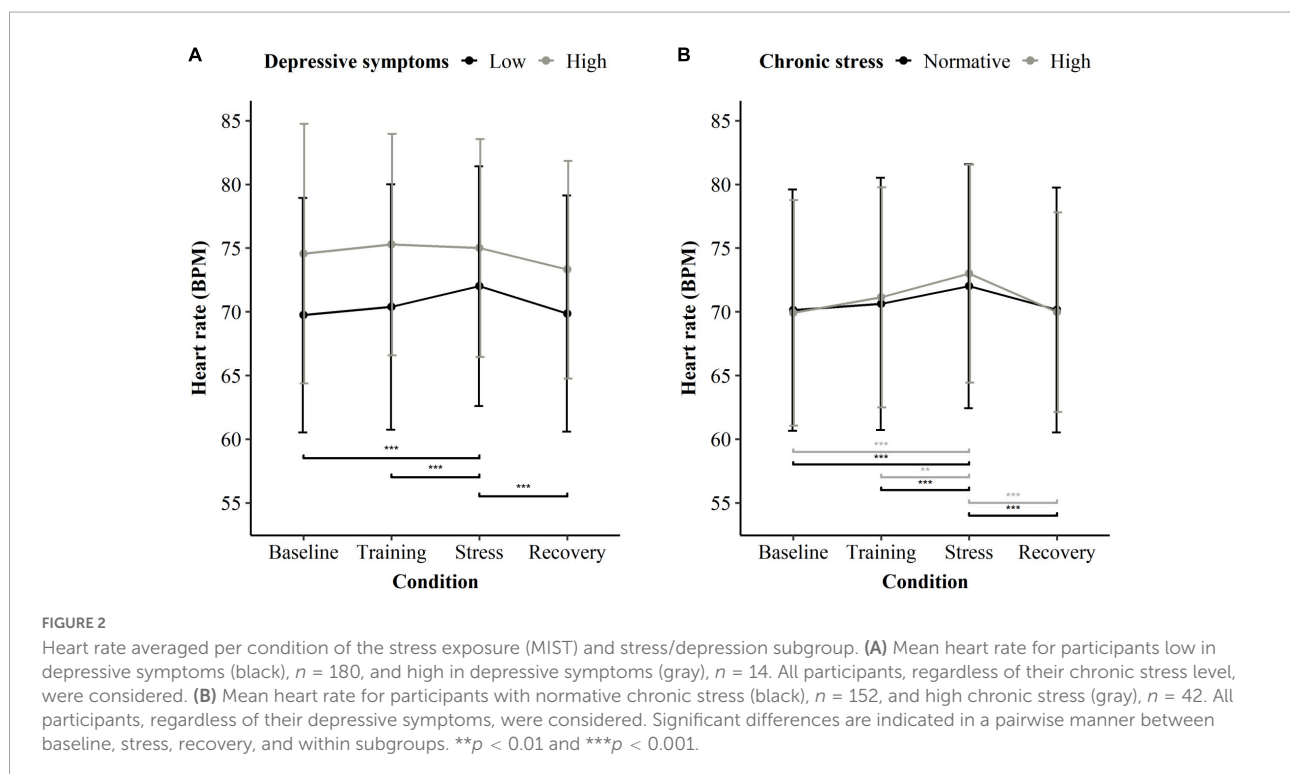 A
Depressive symptoms Low High
85
80
75
70
65
60
55
Heart rate (BPM)
***
***
***
Baseline Training Stress Recovery
Condition
B
Chronic stress Normative High
85
80
75
70
65
60
55
Heart rate (BPM)
***
***
**
***
***
***
Baseline Training Stress Recovery
Condition
FIGURE 2
Heart rate averaged per condition of the stress exposure (MIST) and stress/depression subgroup. (A) Mean heart rate for participants low in
depressive symptoms (black), n = 180, and high in depressive symptoms (gray), n = 14. All participants, regardless of their chronic stress level,
were considered. (B) Mean heart rate for participants with normative chronic stress (black), n = 152, and high chronic stress (gray), n = 42. All
participants, regardless of their depressive symptoms, were considered. Significant differences are indicated in a pairwise manner between
baseline, stress, recovery, and within subgroups. **p < 0.01 and ***p < 0.001.